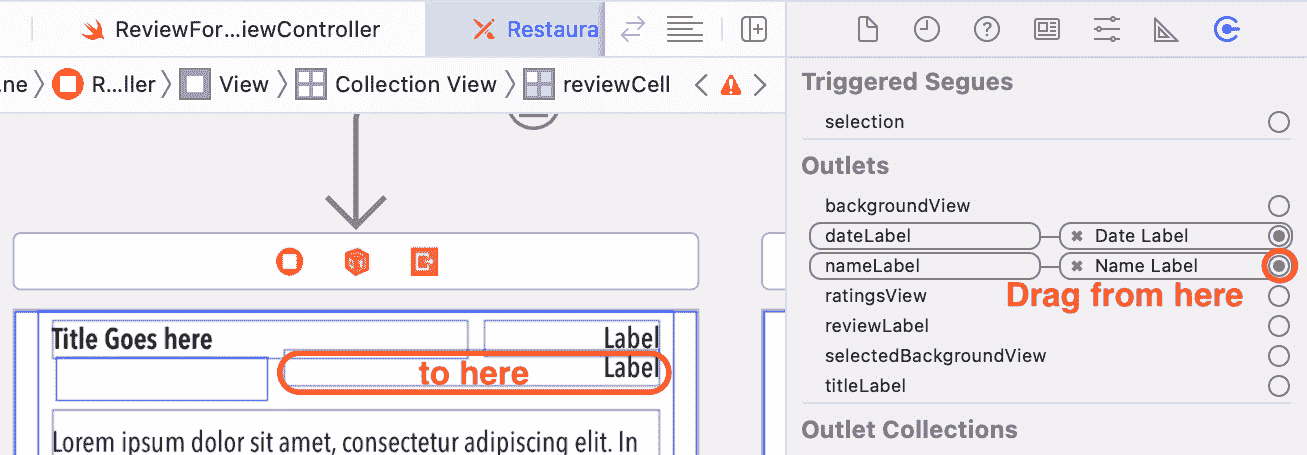 ReviewFor...iewController
Restaura
.ne
R...ller
View
Collection View
reviewCell
Title Goes here
Label
Label
to here
Lorem ipsum dolor sit amet, consectetur adipiscing elit. In
Triggered Segues
selection
Outlets
backgroundView
dateLabel
Date Label
nameLabel
Name Label
Drag from here
ratingsView
reviewLabel
selectedBackgroundView
titleLabel
Outlet Collections